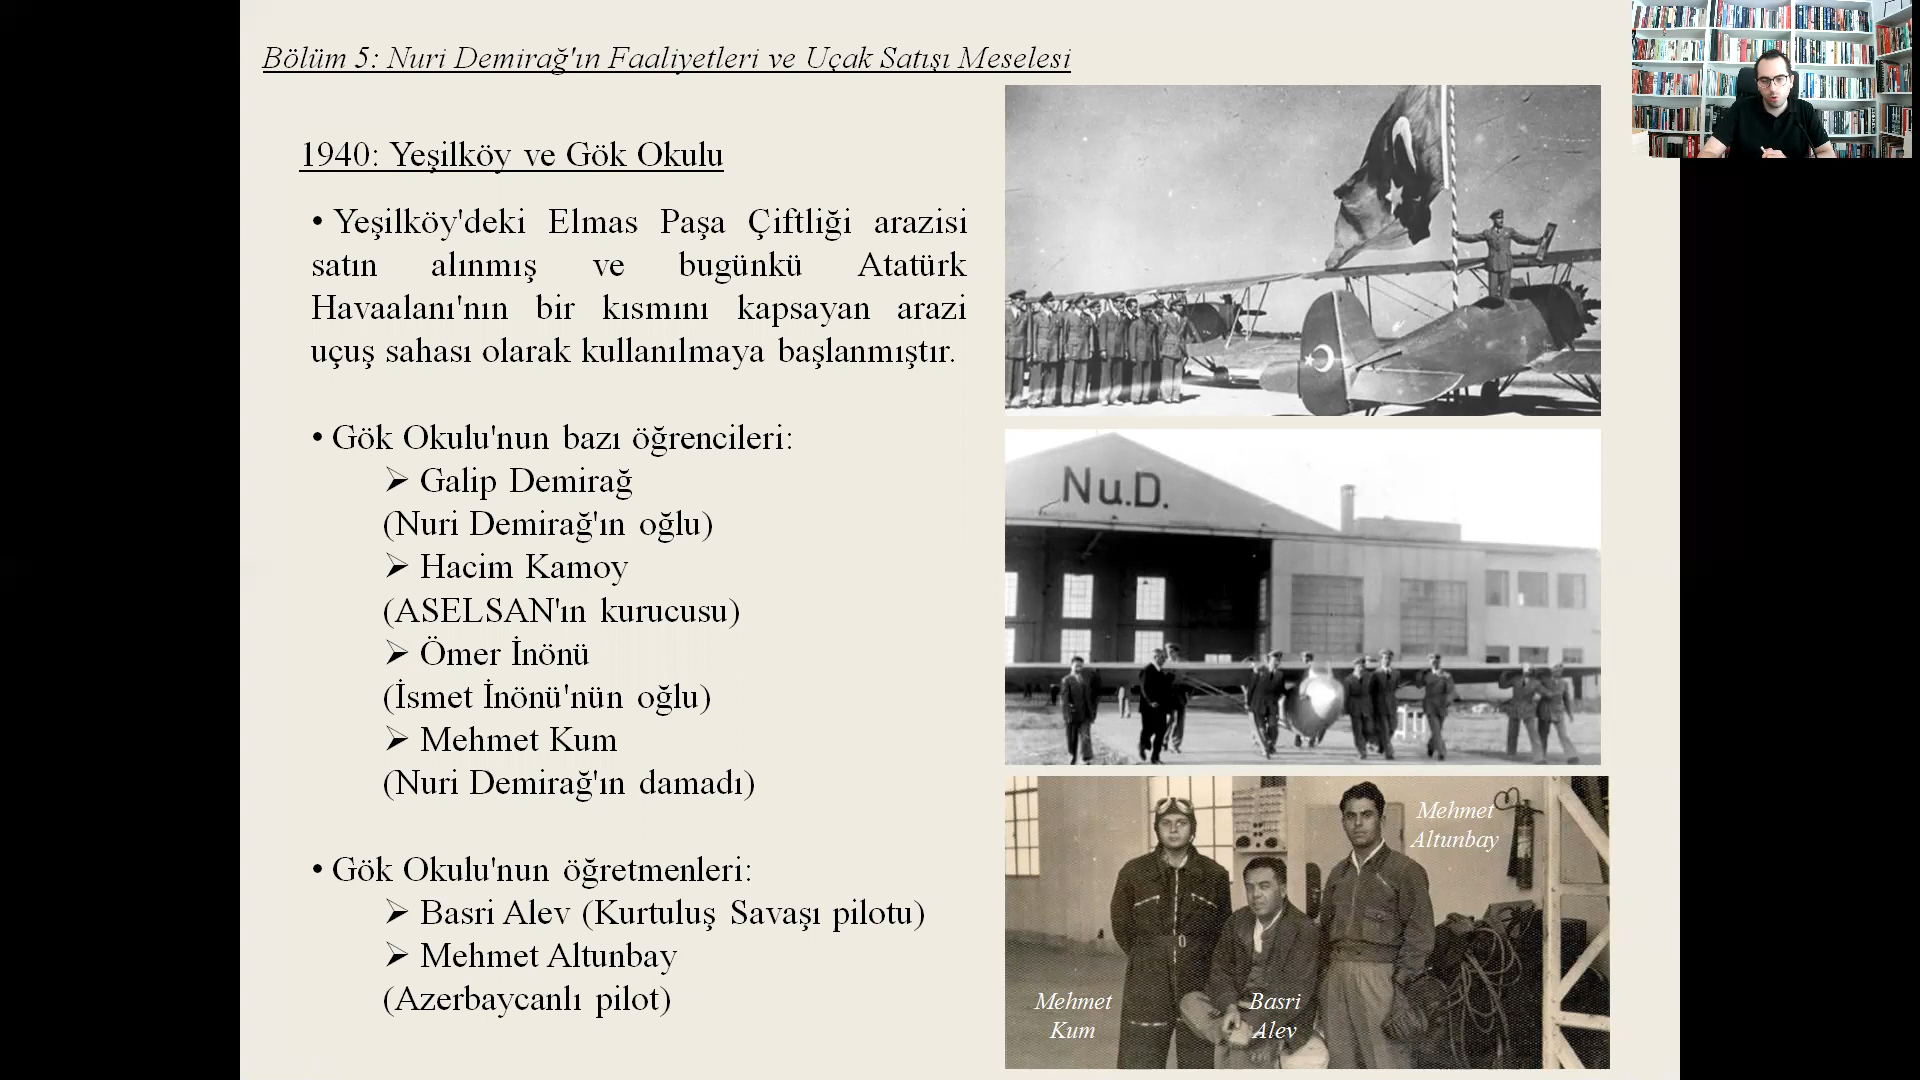 Bölüm 5: Nuri Demirağ'ın Faaliyetleri ve Uçak Satışı Meselesi
1940: Yeşilköy ve Gök Okulu
• Yeşilköy'deki Elmas Paşa Çiftliği arazisi
satın alınmış ve bugünkü Atatürk
Havaalanı'nın bir kısmını kapsayan arazi
uçuş sahası olarak kullanılmaya başlanmıştır.
• Gök Okulu'nun bazı öğrencileri:
➢ Galip Demirağ
(Nuri Demirağ'ın oğlu)
➢ Hacim Kamoy
(ASELSAN'ın kurucusu)
➢ Ömer İnönü
(İsmet İnönü'nün oğlu)
➢ Mehmet Kum
(Nuri Demirağ'ın damadı)
• Gök Okulu'nun öğretmenleri:
➢ Basri Alev (Kurtuluş Savaşı pilotu)
➢ Mehmet Altunbay
(Azerbaycanlı pilot)
Nu.D.
Mehmet
Altunbay
Mehmet
Kum
Basri
Alev